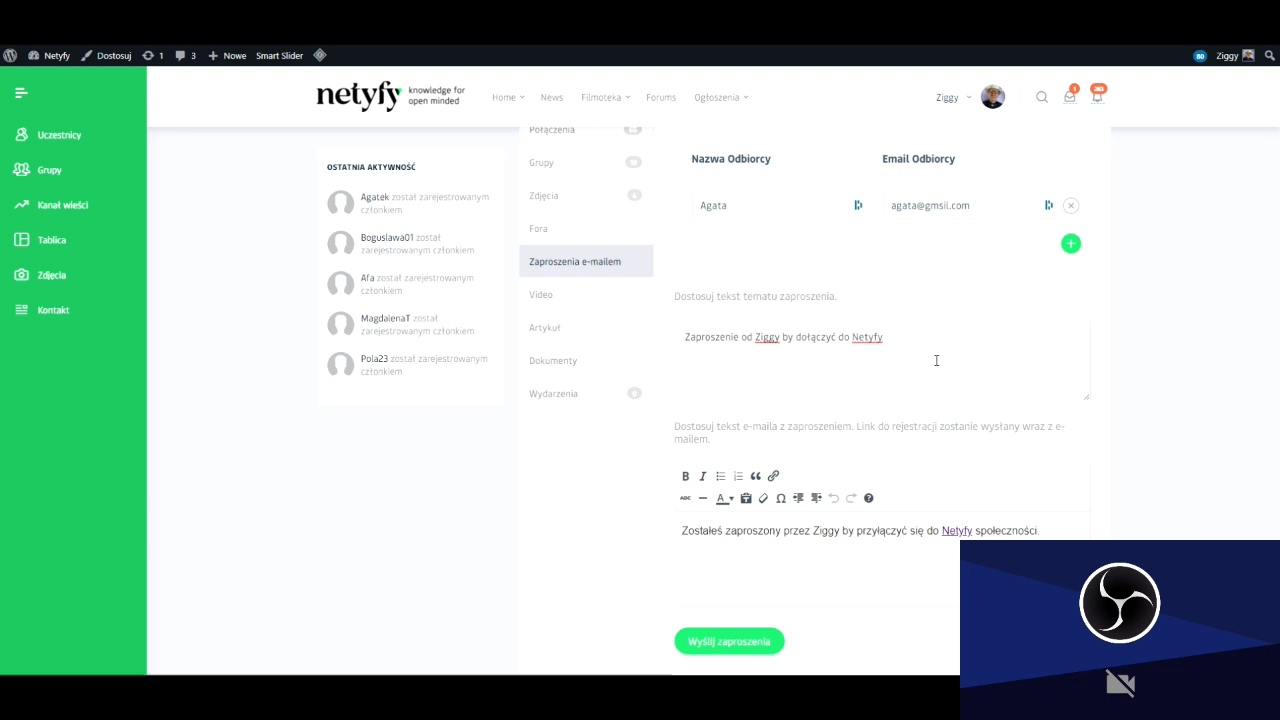 Netyfy Dostosuj 1 3 Nowe Smart Slider
80 Ziggy
netyfy knowledge for
open minded
Home News Filmoteka Forums Ogłoszenia
Ziggy
1
Uczestnicy
Grupy
Kanał wieści
Tablica
Zdjęcia
Kontakt
OSTATNIA AKTYWNOŚĆ
Agatek został zarejestrowanym
członkiem
Boguslawa01 został
zarejestrowanym członkiem
Afa został zarejestrowanym
członkiem
MagdalenaT został
zarejestrowanym członkiem
Pola23 został zarejestrowanym
członkiem
Połączenia
Grupy
Zdjęcia
Fora
Zaproszenia e-mailem
Video
Artykuł
Dokumenty
Wydarzenia
Nazwa Odbiorcy Email Odbiorcy
Agata agata@gmsil.com
Dostosuj tekst tematu zaproszenia.
Zaproszenie od Ziggy by dołączyć do Netyfy
Dostosuj tekst e-maila z zaproszeniem. Link do rejestracji zostanie wysłany wraz z e-
mailem.
B I
ABC A Ω
Zostałeś zaproszony przez Ziggy by przyłączyć się do Netyfy społeczności.
Wyślij zaproszenia